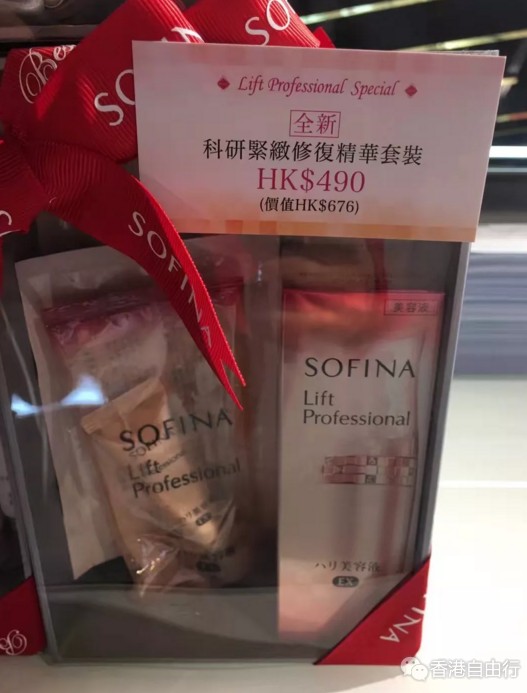 SOFINA
Lift Professional Special
全新
科研緊緻修復精華套裝
HK$490
(價值HK$676)
SOFINA
美容液
SOFINA
Lift
Professional
ハリ美容液
EX
SOFINA
Lift
Professional
EX
SOFINA
香港自由行